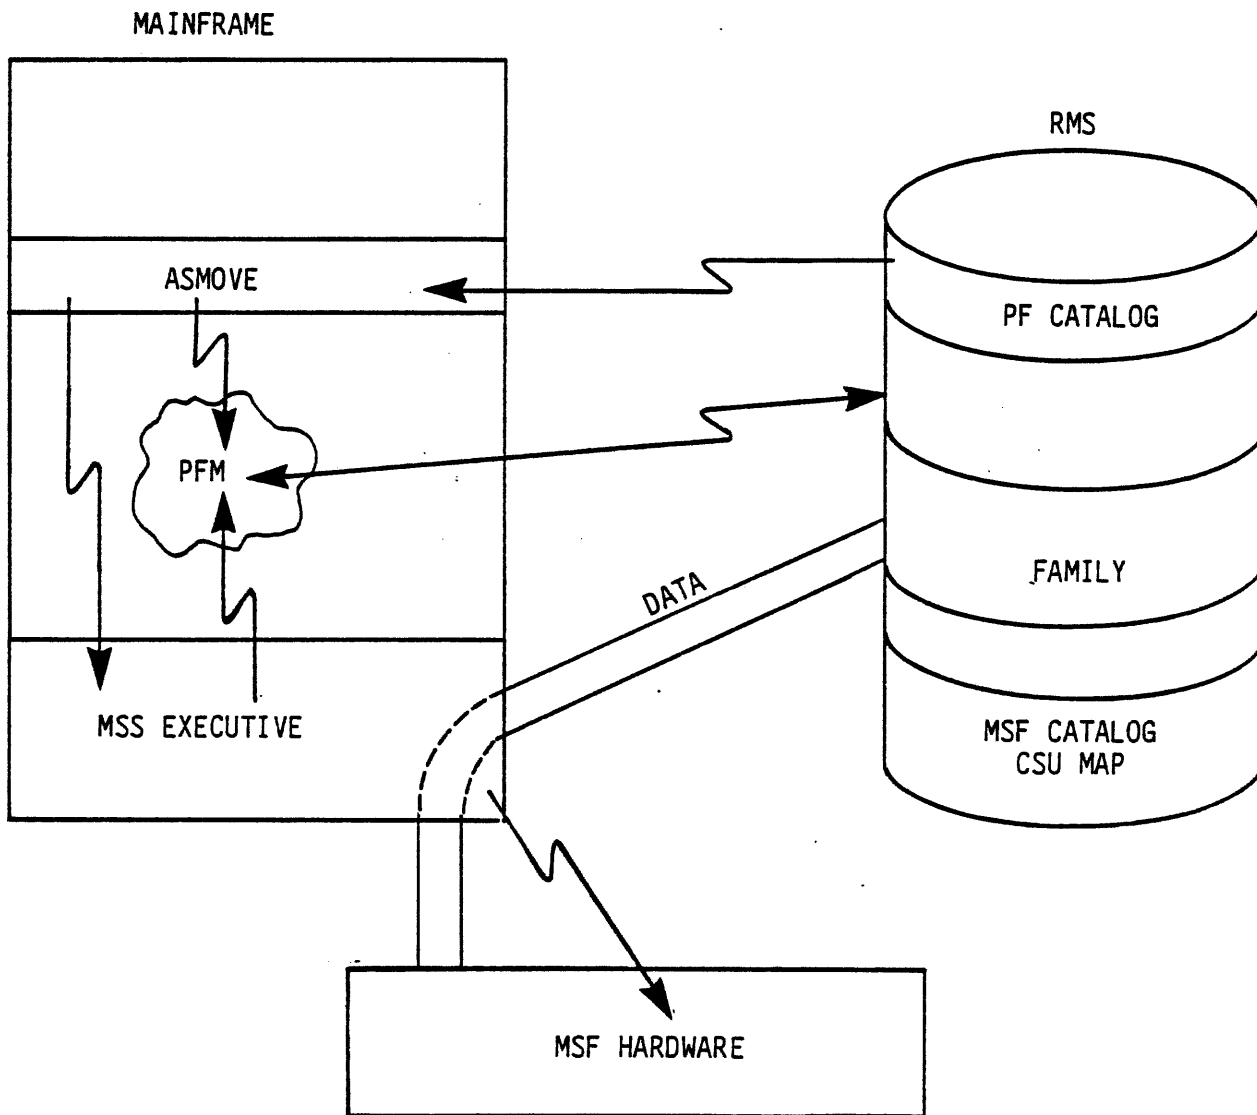 MAINFRAME
RMS
ASMOVE
PF CATALOG
PFM
FAMILY
DATA
MSS EXECUTIVE
MSF CATALOG
CSU MAP
MSF HARDWARE